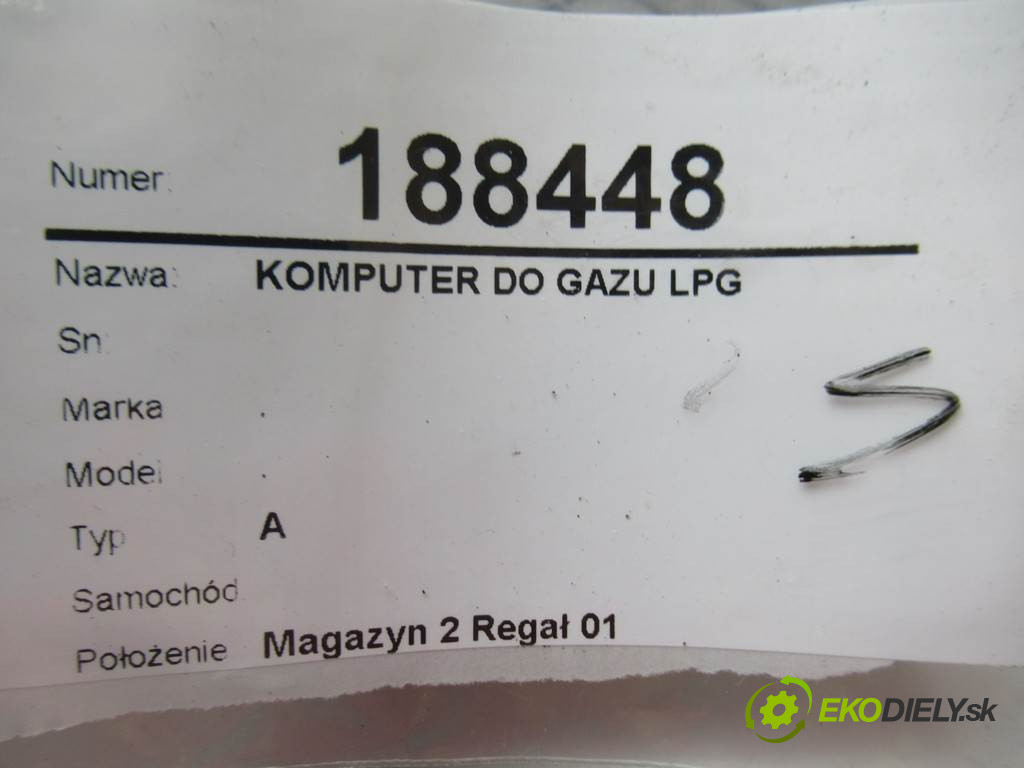 Numer: 188448
Nazwa: KOMPUTER DO GAZU LPG
Sn
Marka .
Model .
Typ A
Samochód
Położenie Magazyn 2 Regał 01
S
EKODIELY.sk